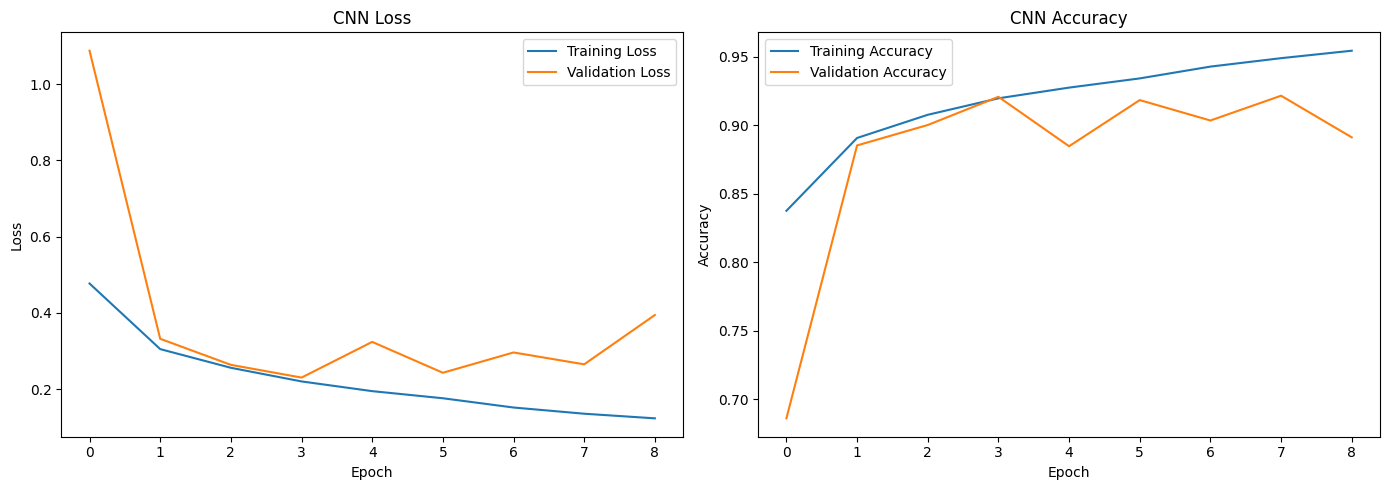 CNN Loss
Training Loss
Validation Loss
1.0
0.8
0.6
0.4
0.2
Loss
0 1 2 3 4 5 6 7 8
Epoch
CNN Accuracy
Training Accuracy
Validation Accuracy
0.95
0.90
0.85
0.80
0.75
0.70
Accuracy
0 1 2 3 4 5 6 7 8
Epoch